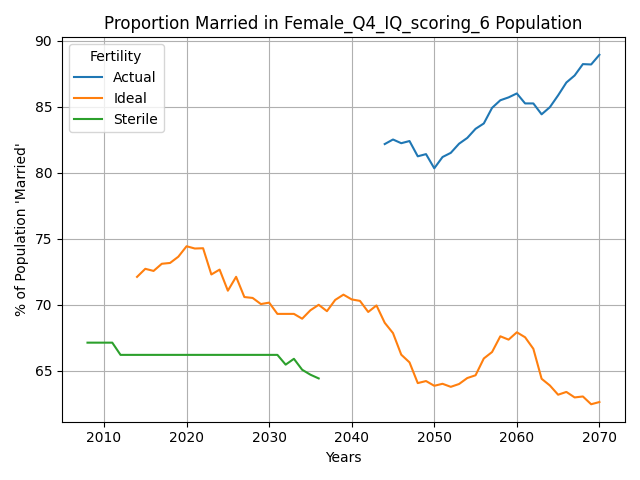 Proportion Married in Female_Q4_IQ_scoring_6 Population
% of Population 'Married'
90
85
80
75
70
65
Fertility
Actual
Ideal
Sterile
2010 2020 2030 2040 2050 2060 2070
Years